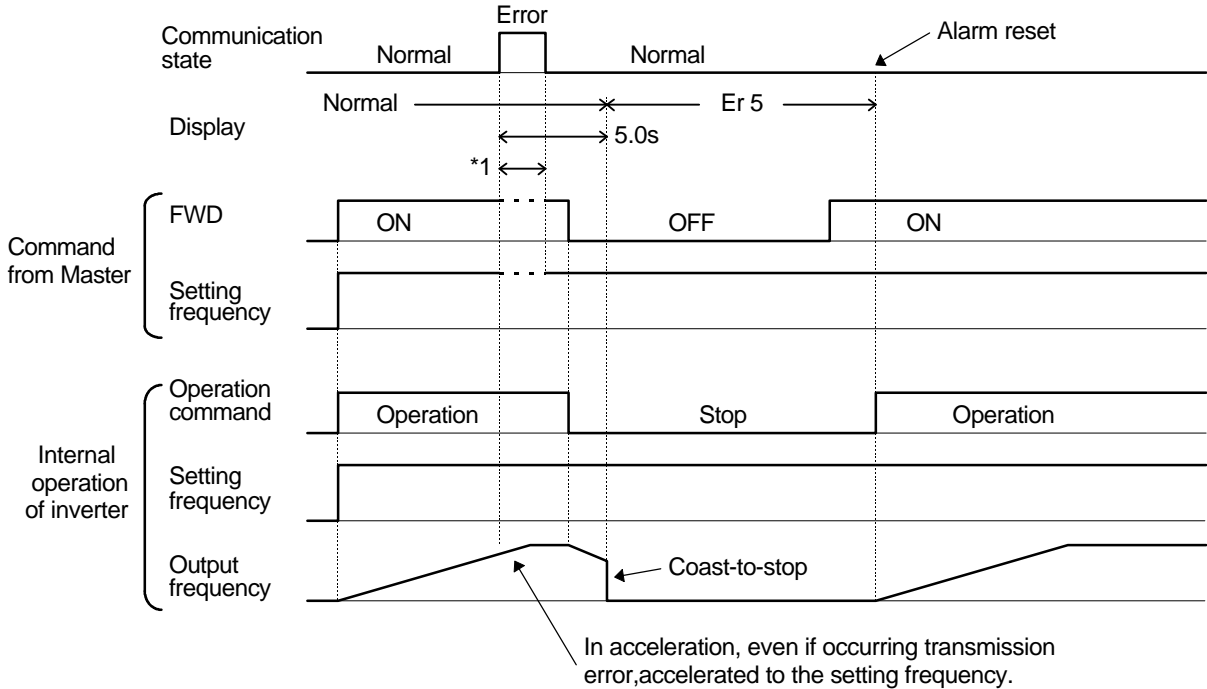 Error
Communication
state
Normal
Normal
Alarm reset
Display
Normal
Er 5
5.0s
*1
Command
from Master
FWD
ON
OFF
ON
Setting
frequency
Internal
operation
of inverter
Operation
command
Operation
Stop
Operation
Setting
frequency
Output
frequency
Coast-to-stop
In acceleration, even if occurring transmission
error,accelerated to the setting frequency.